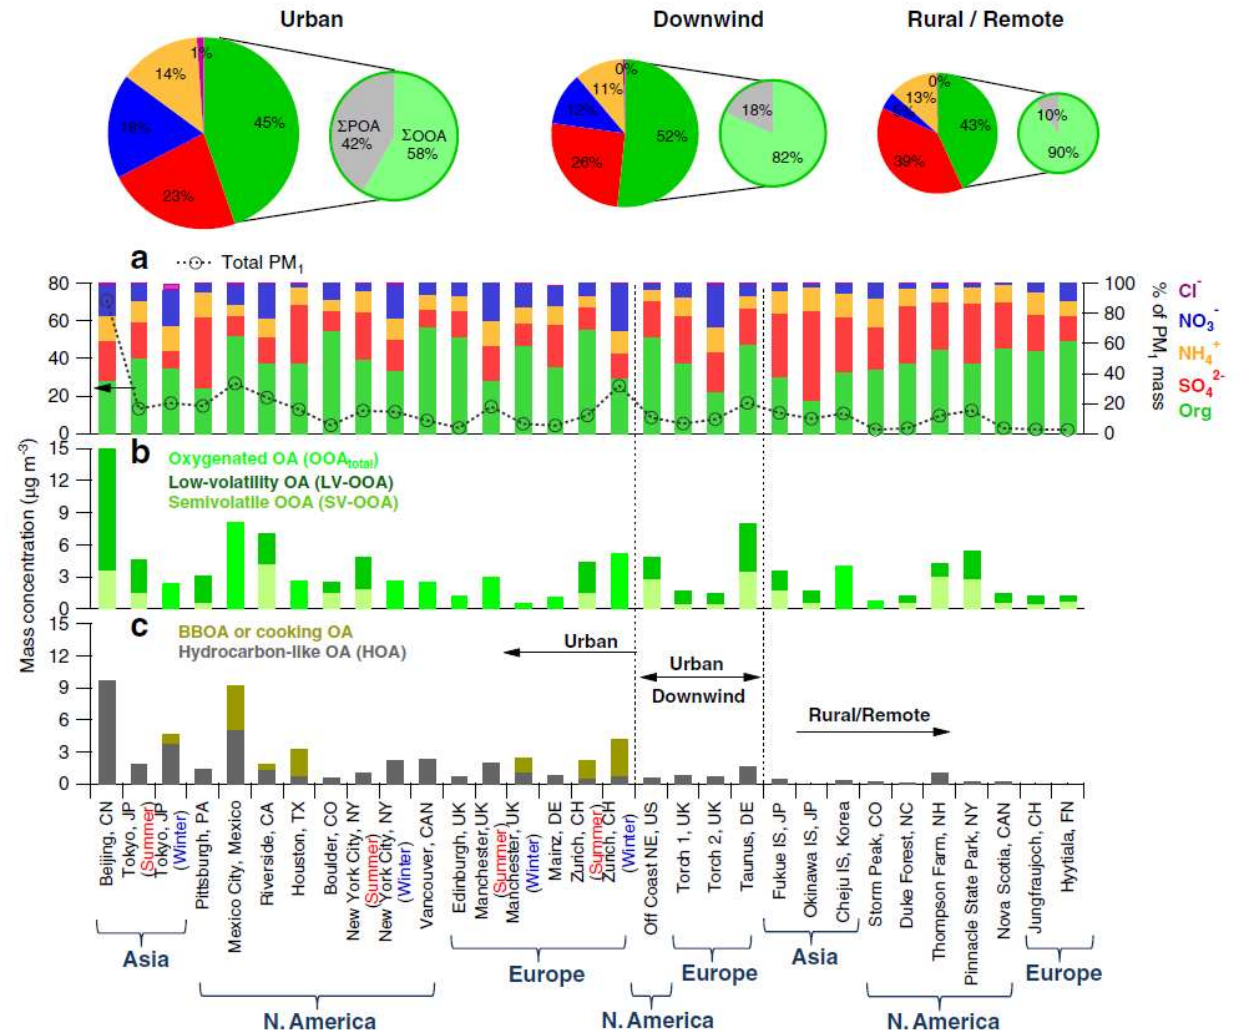 Urban
Downwind
Rural / Remote
1%
14%
18%
23%
45%
ΣPOA
42%
ΣOOA
58%
0%
11%
12%
26%
52%
18%
82%
0%
13%
39%
43%
10%
90%
a
Total PM1
80
60
40
20
0
100
80
60
40
20
0
% of PM1 mass
Cl-
NO3-
NH4+
SO42-
Org
Mass concentration (µg m-3)
b
15
12
9
6
3
0
Oxygenated OA (OOAtotal)
Low-volatility OA (LV-OOA)
Semivolatile OOA (SV-OOA)
c
15
12
9
6
3
0
BBOA or cooking OA
Hydrocarbon-like OA (HOA)
Urban
Urban
Downwind
Rural/Remote
Beijing, CN
Tokyo, JP
(Summer)
Tokyo, JP
(Winter)
Pittsburgh, PA
Mexico City, Mexico
Riverside, CA
Houston, TX
Boulder, CO
New York City, NY
(Summer)
New York City, NY
(Winter)
Vancouver, CAN
Edinburgh, UK
Manchester,UK
(Summer)
Manchester, UK
(Winter)
Mainz, DE
Zurich, CH
(Summer)
Zurich, CH
(Winter)
Off Coast NE, US
Torch 1, UK
Torch 2, UK
Taunus, DE
Fukue IS, JP
Okinawa IS, JP
Cheju IS, Korea
Storm Peak, CO
Duke Forest, NC
Thompson Farm, NH
Pinnacle State Park, NY
Nova Scotia, CAN
Jungfraujoch, CH
Hyytiala, FN
Asia
N. America
Europe
N. America
Europe
Asia
N. America
Europe